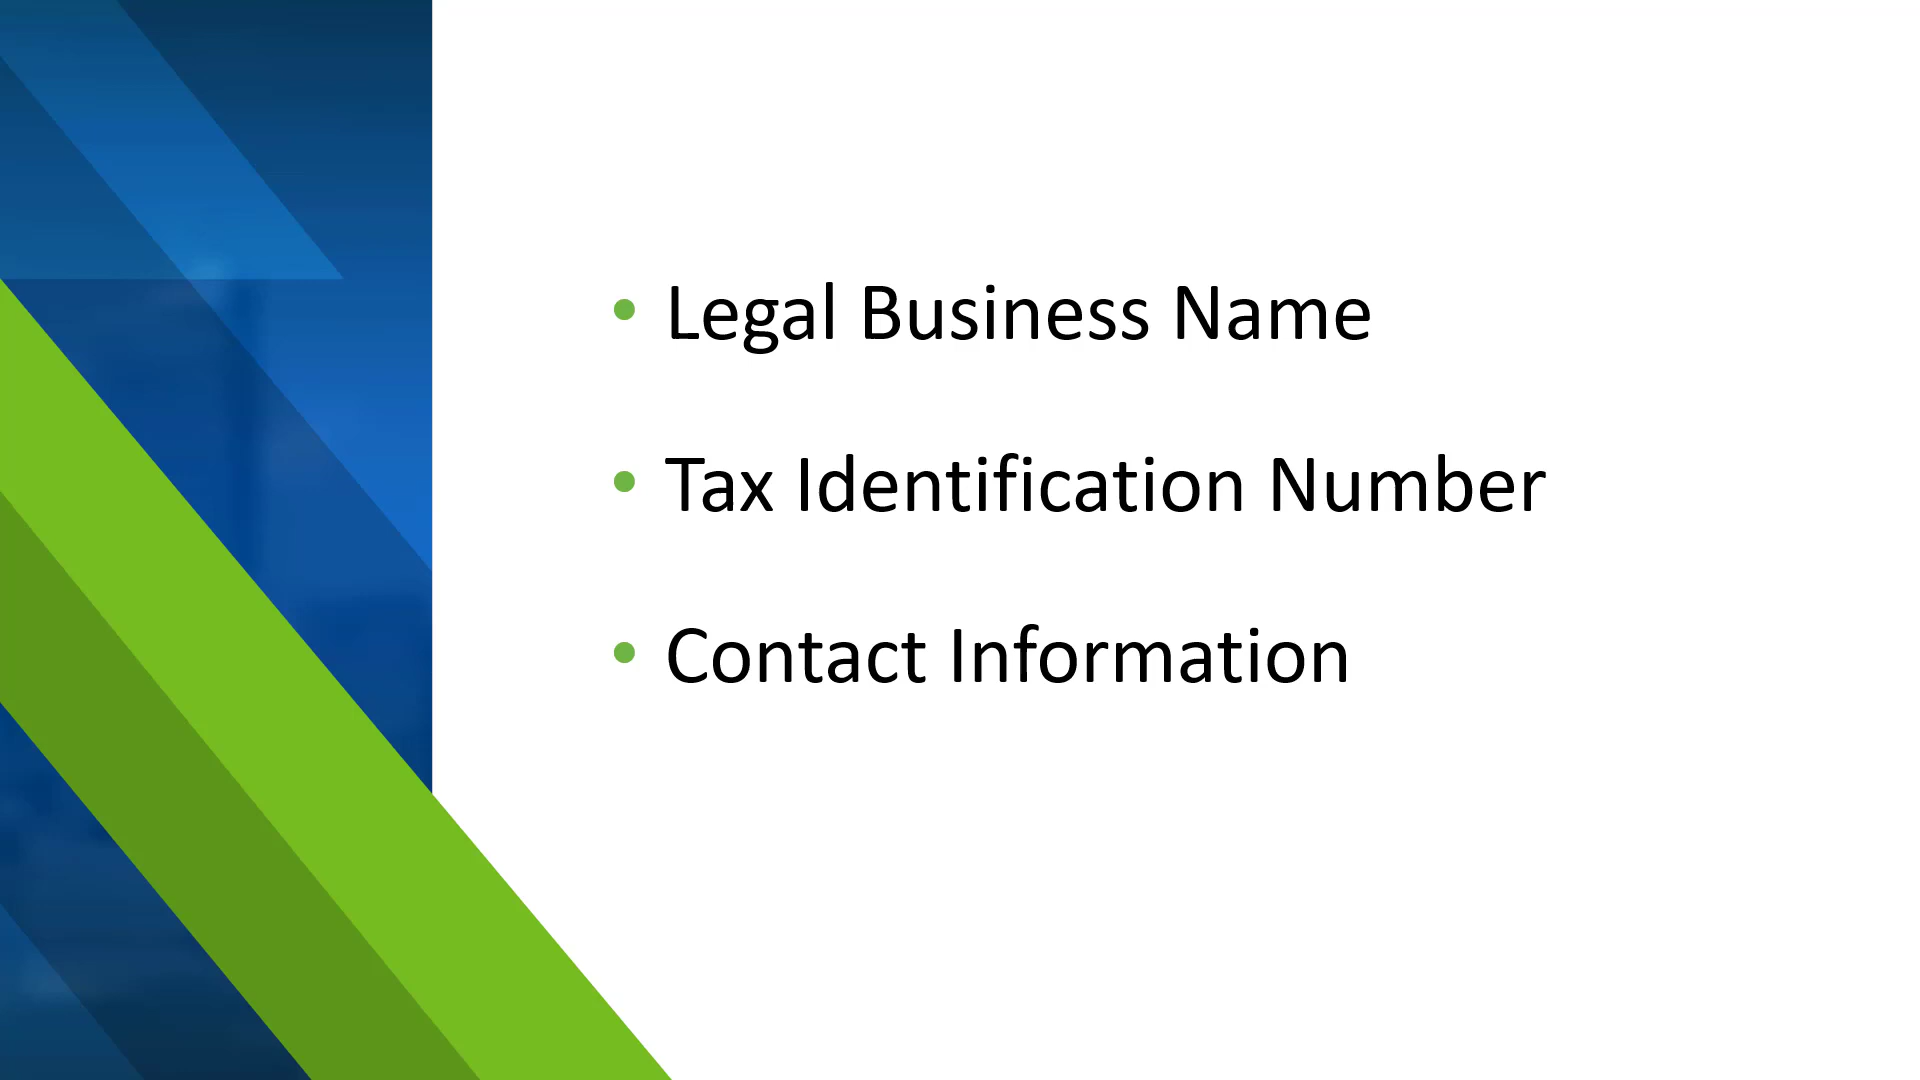 • Legal Business Name
• Tax Identification Number
• Contact Information